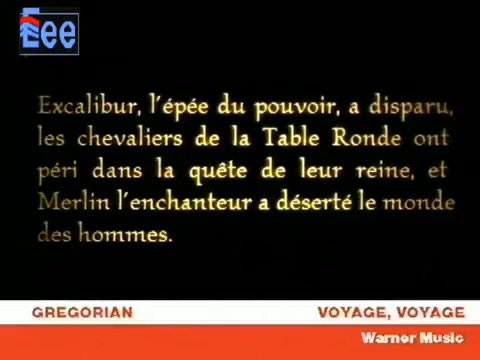 Eee
Excalibur, l'épée du pouvoir, a disparu,
les chevaliers de la Table Ronde ont
péri dans la quête de leur reine, et
Merlin l'enchanteur a déserté le monde
des hommes.
GREGORIAN VOYAGE, VOYAGE
Warner Music